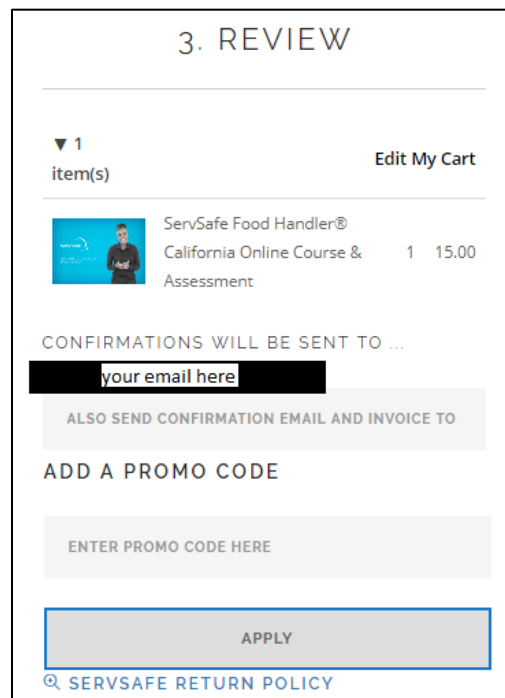 3. REVIEW
▼ 1
item(s)
Edit My Cart
ServSafe Food Handler®
California Online Course &
Assessment
1 15.00
CONFIRMATIONS WILL BE SENT TO ...
your email here
ALSO SEND CONFIRMATION EMAIL AND INVOICE TO
ADD A PROMO CODE
ENTER PROMO CODE HERE
APPLY
SERVSAFE RETURN POLICY